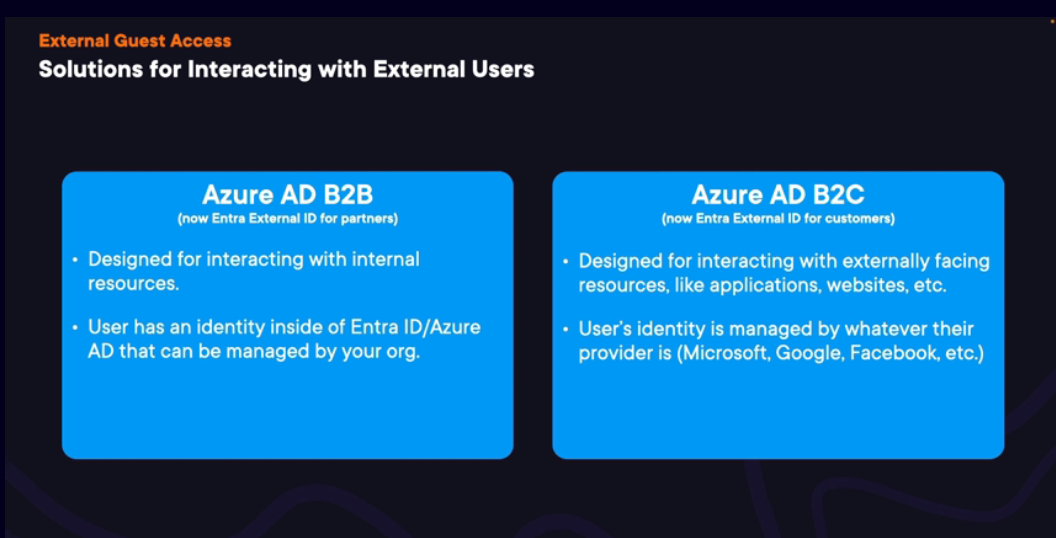 External Guest Access
Solutions for Interacting with External Users
Azure AD B2B
(now Entra External ID for partners)
• Designed for interacting with internal
resources.
• User has an identity inside of Entra ID/Azure
AD that can be managed by your org.
Azure AD B2C
(now Entra External ID for customers)
• Designed for interacting with externally facing
resources, like applications, websites, etc.
• User's identity is managed by whatever their
provider is (Microsoft, Google, Facebook, etc.)